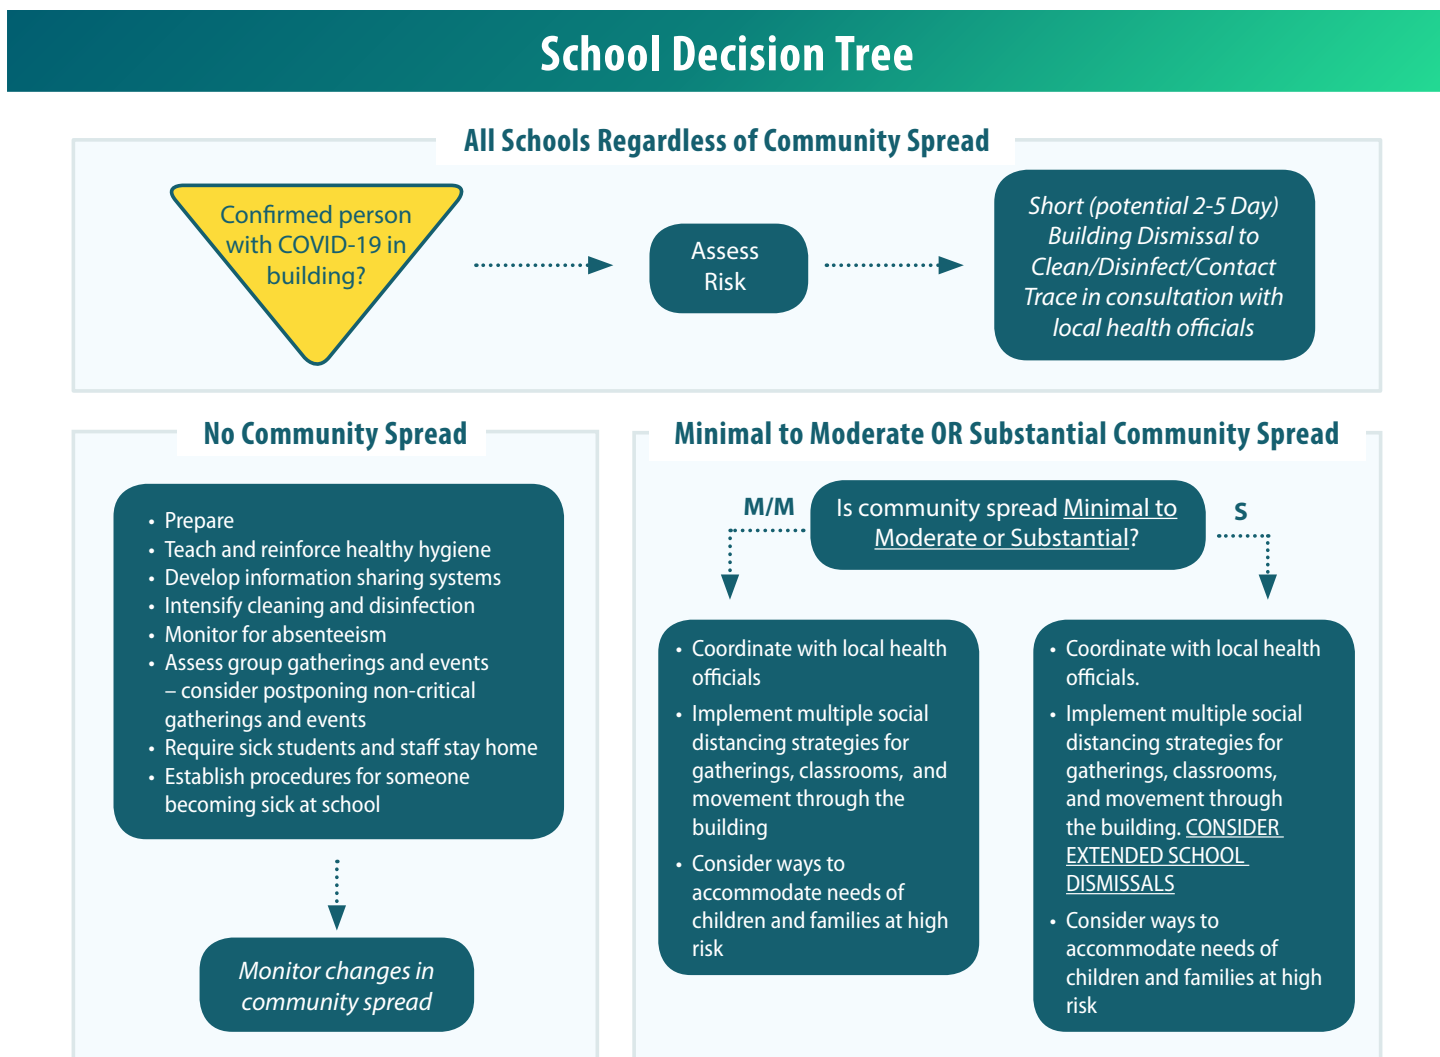 School Decision Tree
All Schools Regardless of Community Spread
Confirmed person
with COVID-19 in
building?
Assess
Risk
Short (potential 2-5 Day)
Building Dismissal to
Clean/Disinfect/Contact
Trace in consultation with
local health officials
No Community Spread
• Prepare
• Teach and reinforce healthy hygiene
• Develop information sharing systems
• Intensify cleaning and disinfection
• Monitor for absenteeism
• Assess group gatherings and events
– consider postponing non-critical
gatherings and events
• Require sick students and staff stay home
• Establish procedures for someone
becoming sick at school
Monitor changes in
community spread
Minimal to Moderate OR Substantial Community Spread
Is community spread Minimal to
Moderate or Substantial?
M/M
S
• Coordinate with local health
officials
• Implement multiple social
distancing strategies for
gatherings, classrooms, and
movement through the
building
• Consider ways to
accommodate needs of
children and families at high
risk
• Coordinate with local health
officials.
• Implement multiple social
distancing strategies for
gatherings, classrooms,
and movement through
the building. CONSIDER
EXTENDED SCHOOL
DISMISSALS
• Consider ways to
accommodate needs of
children and families at high
risk